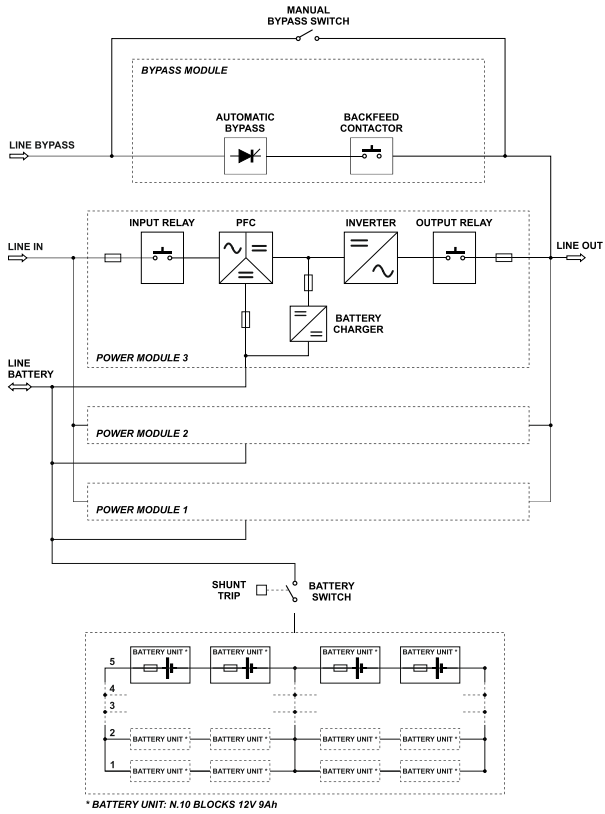 MANUAL
BYPASS SWITCH
BYPASS MODULE
AUTOMATIC
BYPASS
BACKFEED
CONTACTOR
LINE BYPASS
INPUT RELAY
PFC
INVERTER
OUTPUT RELAY
LINE IN
LINE OUT
BATTERY
CHARGER
POWER MODULE 3
LINE
BATTERY
POWER MODULE 2
POWER MODULE 1
SHUNT
TRIP
BATTERY
SWITCH
BATTERY UNIT *
BATTERY UNIT *
BATTERY UNIT *
BATTERY UNIT *
5
4
3
2
BATTERY UNIT *
BATTERY UNIT *
BATTERY UNIT *
BATTERY UNIT *
1
BATTERY UNIT *
BATTERY UNIT *
BATTERY UNIT *
BATTERY UNIT *
* BATTERY UNIT: N.10 BLOCKS 12V 9Ah